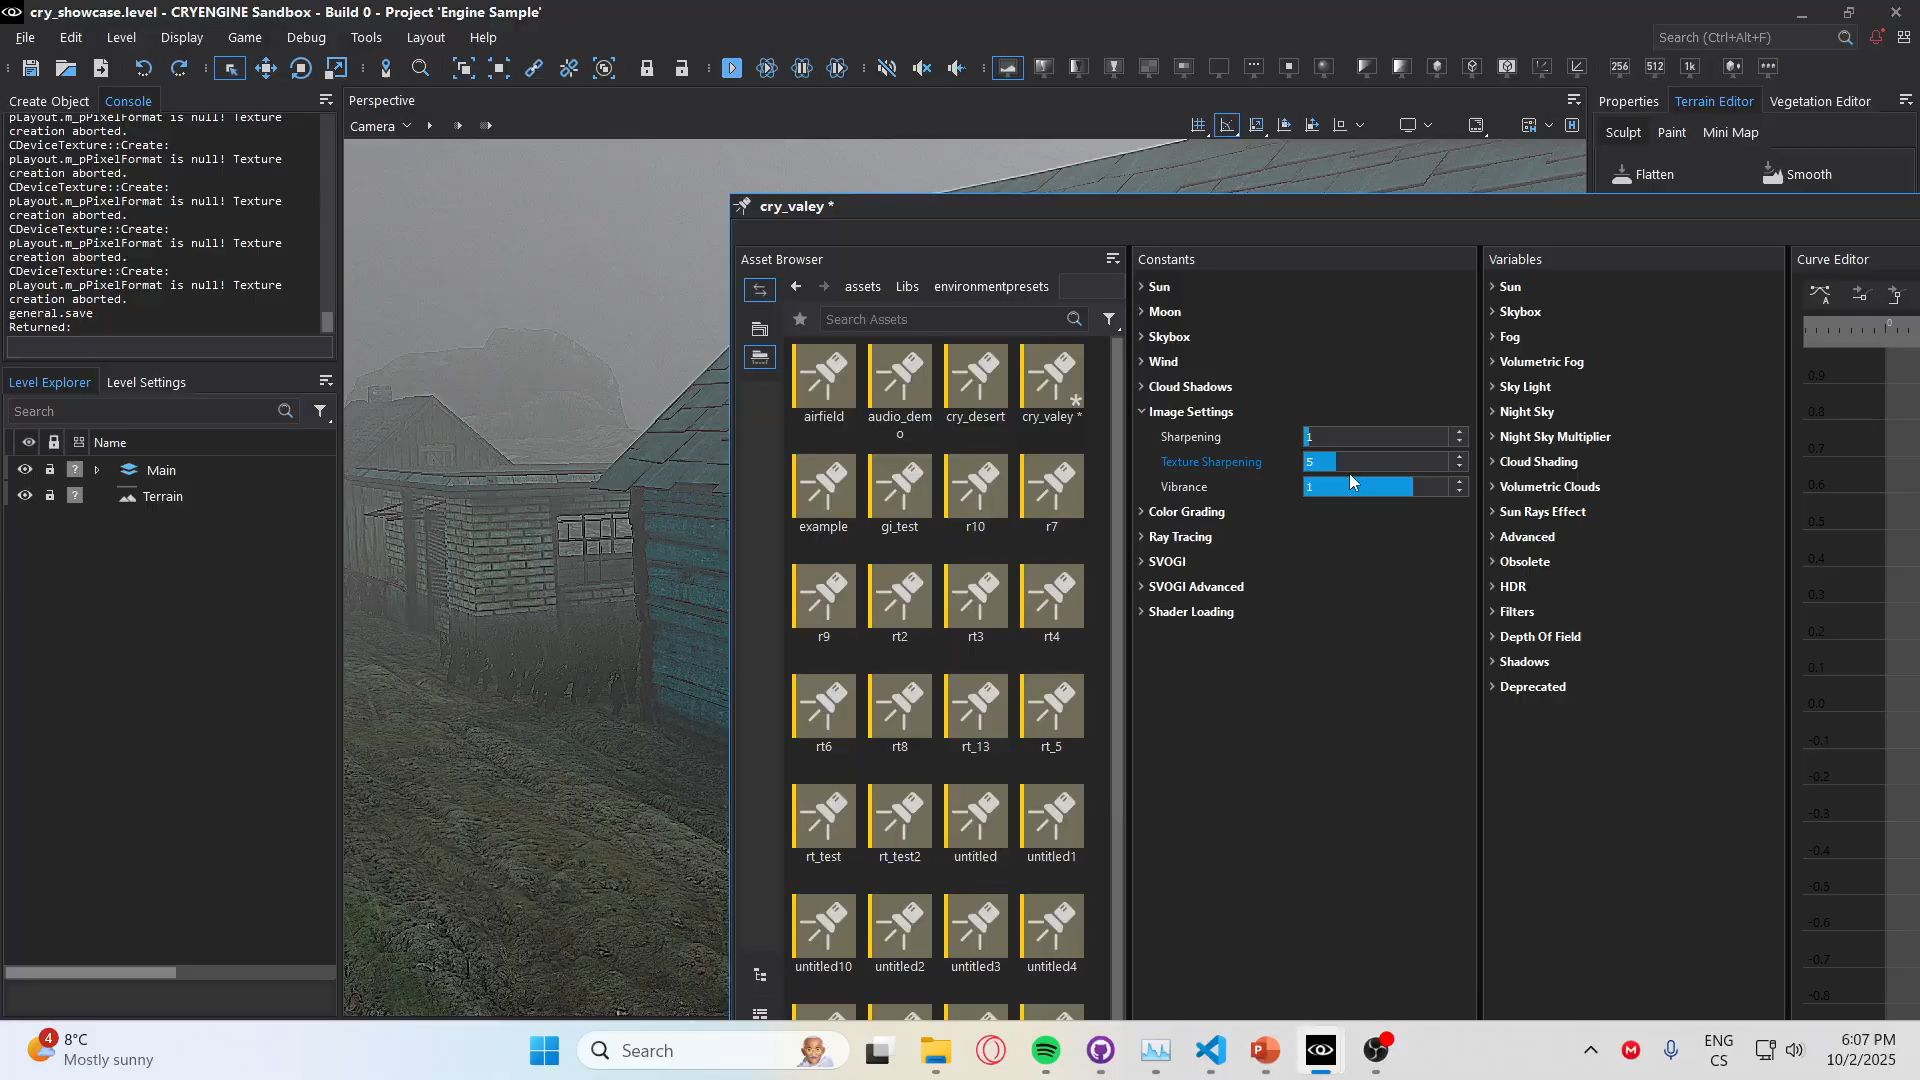 cry_showcase.level - CRYENGINE Sandbox - Build 0 - Project 'Engine Sample'
File Edit Level Display Game Debug Tools Layout Help
Search (Ctrl+Alt+F)
256 512 1k
Create Object Console
pLayout.m_pPixelFormat is null! Texture
creation aborted.
CDeviceTexture::Create:
pLayout.m_pPixelFormat is null! Texture
creation aborted.
CDeviceTexture::Create:
pLayout.m_pPixelFormat is null! Texture
creation aborted.
CDeviceTexture::Create:
pLayout.m_pPixelFormat is null! Texture
creation aborted.
CDeviceTexture::Create:
pLayout.m_pPixelFormat is null! Texture
creation aborted.
general.save
Returned:
Level Explorer Level Settings
Search
Name
? Main
? Terrain
Perspective
Camera
Properties Terrain Editor Vegetation Editor
Sculpt Paint Mini Map
Flatten Smooth
cry_valey *
Asset Browser
assets Libs environmentpresets
Search Assets
airfield audio_dem cry_desert cry_valey *
o
example gi_test r10 r7
r9 rt2 rt3 rt4
rt6 rt8 rt_13 rt_5
rt_test rt_test2 untitled untitled1
untitled10 untitled2 untitled3 untitled4
Constants
Sun
Moon
Skybox
Wind
Cloud Shadows
Image Settings
Sharpening 1
Texture Sharpening 5
Vibrance 1
Color Grading
Ray Tracing
SVOGI
SVOGI Advanced
Shader Loading
Variables
Sun
Skybox
Fog
Volumetric Fog
Sky Light
Night Sky
Night Sky Multiplier
Cloud Shading
Volumetric Clouds
Sun Rays Effect
Advanced
Obsolete
HDR
Filters
Depth Of Field
Shadows
Deprecated
Curve Editor
0
0.9
0.8
0.7
0.6
0.5
0.4
0.3
0.2
0.1
0.0
-0.1
-0.2
-0.3
-0.4
-0.5
-0.6
-0.7
-0.8
4 8°C
Mostly sunny
Search
ENG
CS
6:07 PM
10/2/2025